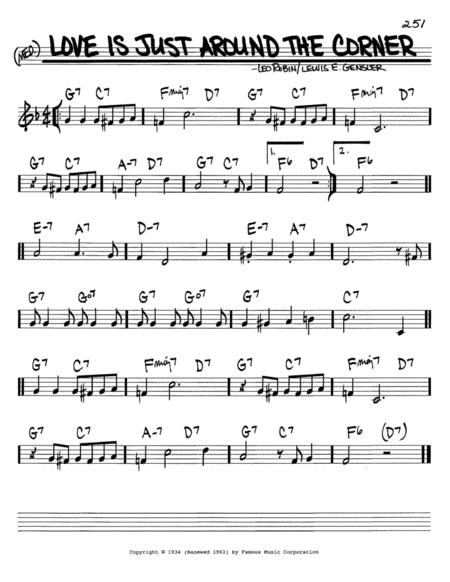 251
(MED.) LOVE IS JUST AROUND THE CORNER
-LEO ROBIN/LEWIS E. GENSLER
G7 C7 Fmaj7 D7 G7 C7 Fmaj7 D7
G7 C7 A-7 D7 G7 C7 1. F6 D7 2. F6
E-7 A7 D-7 E-7 A7 D-7
G7 G°7 G7 G°7 G7 C7
G7 C7 Fmaj7 D7 G7 C7 Fmaj7 D7
G7 C7 A-7 D7 G7 C7 F6 (D7)
Copyright © 1934 (Renewed 1961) by Famous Music Corporation